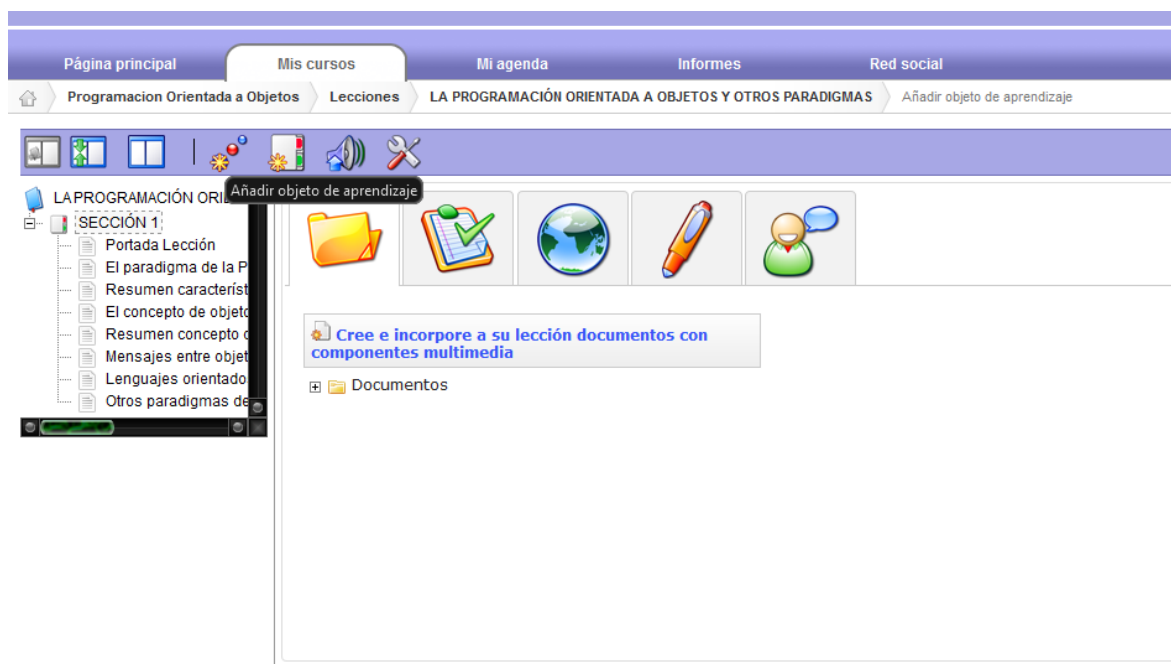 Página principal
Mis cursos
Mi agenda
Informes
Red social
Programacion Orientada a Objetos
Lecciones
LA PROGRAMACIÓN ORIENTADA A OBJETOS Y OTROS PARADIGMAS
Añadir objeto de aprendizaje
Añadir objeto de aprendizaje
LA PROGRAMACIÓN
SECCIÓN 1
Portada Lección
El paradigma de la P
Resumen característ
El concepto de objeto
Resumen concepto
Mensajes entre objet
Lenguajes orientado
Otros paradigmas de
Cree e incorpore a su lección documentos con
componentes multimedia
Documentos